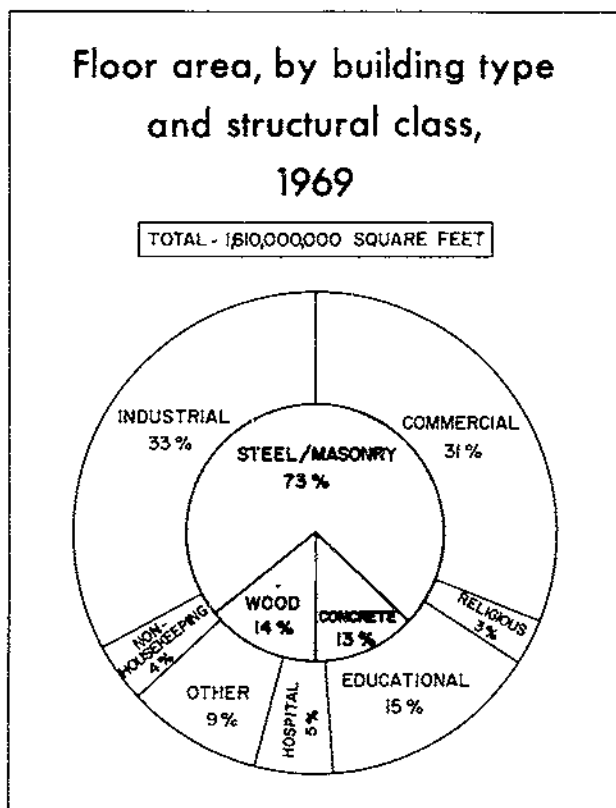 Floor area, by building type
and structural class,
1969
TOTAL - 1,610,000,000 SQUARE FEET
INDUSTRIAL
33 %
COMMERCIAL
31 %
STEEL/MASONRY
73 %
WOOD
14 %
CONCRETE
13 %
RELIGIOUS
3 %
NON-
HOUSEKEEPING
4 %
OTHER
9 %
HOSPITAL
5 %
EDUCATIONAL
15 %